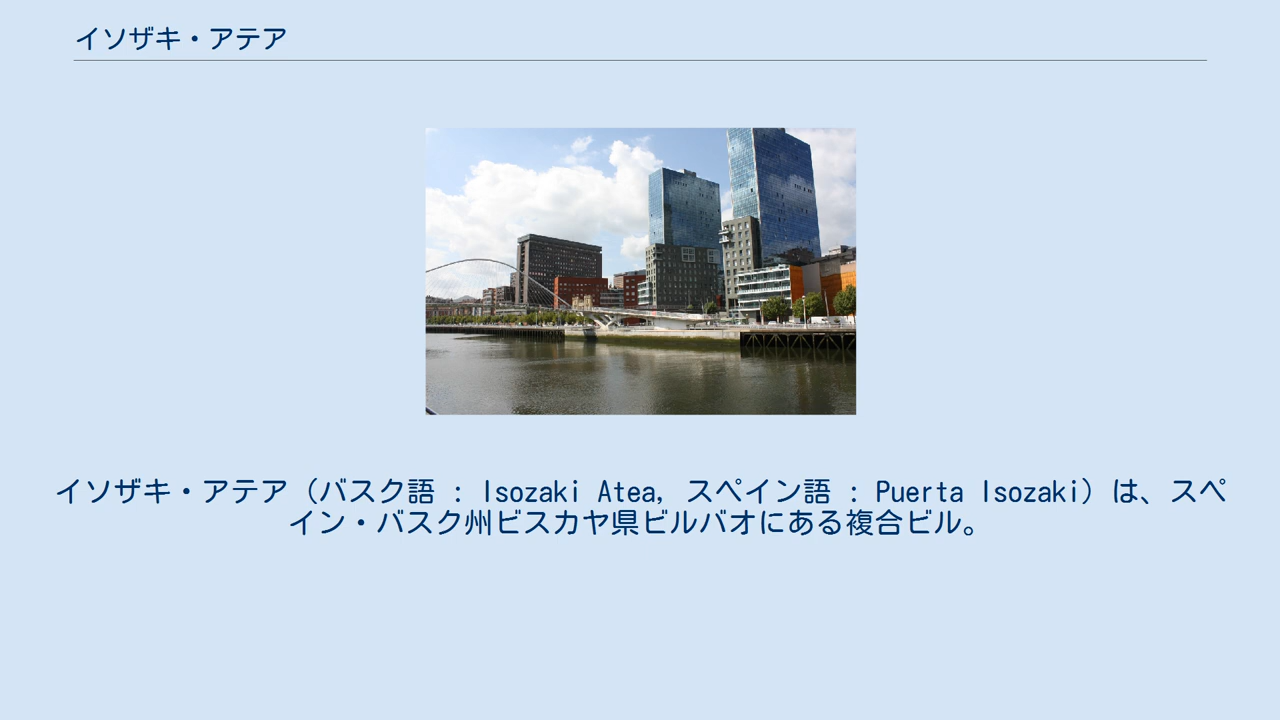 イソザキ・アテア
イソザキ・アテア（バスク語 : Isozaki Atea, スペイン語 : Puerta Isozaki）は、スペ
イン・バスク州ビスカヤ県ビルバオにある複合ビル。